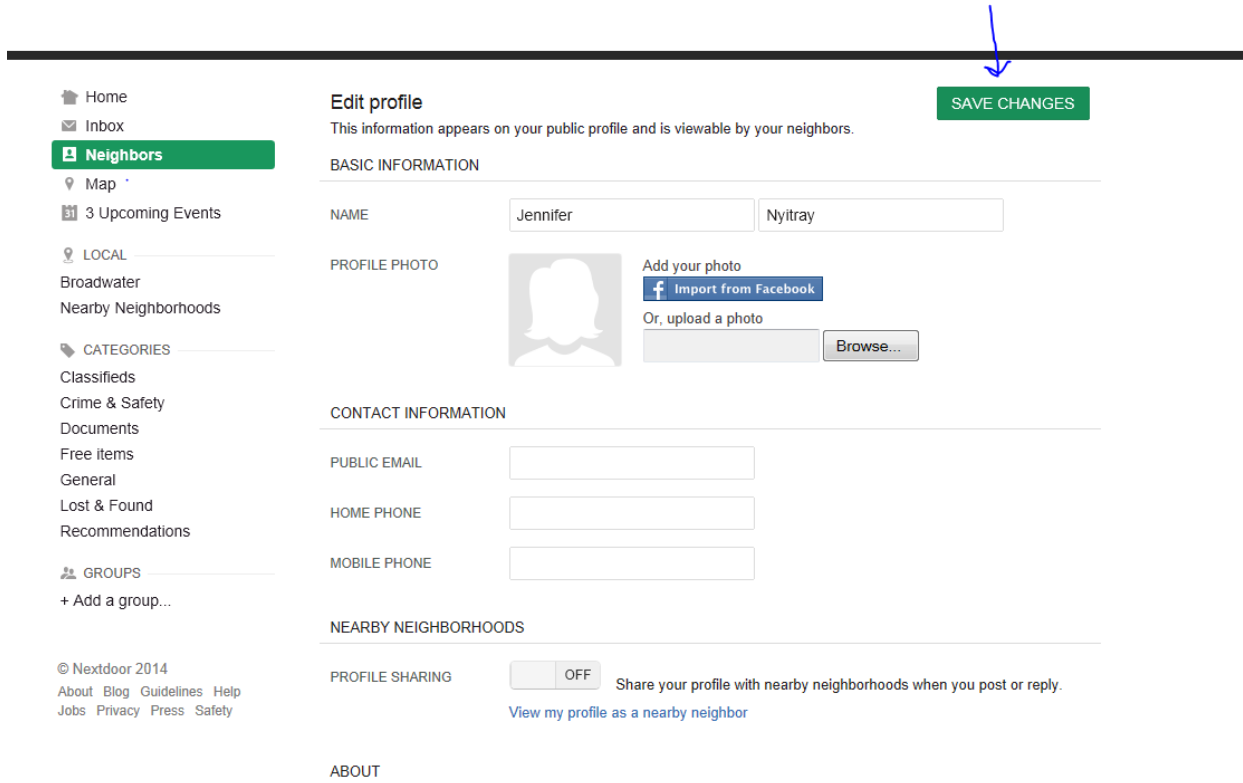 Home
Inbox
Neighbors
Map
31 3 Upcoming Events
LOCAL
Broadwater
Nearby Neighborhoods
CATEGORIES
Classifieds
Crime & Safety
Documents
Free items
General
Lost & Found
Recommendations
GROUPS
+ Add a group...
© Nextdoor 2014
About Blog Guidelines Help
Jobs Privacy Press Safety
Edit profile
SAVE CHANGES
This information appears on your public profile and is viewable by your neighbors.
BASIC INFORMATION
NAME Jennifer Nyitray
PROFILE PHOTO
Add your photo
f Import from Facebook
Or, upload a photo
Browse...
CONTACT INFORMATION
PUBLIC EMAIL
HOME PHONE
MOBILE PHONE
NEARBY NEIGHBORHOODS
PROFILE SHARING OFF Share your profile with nearby neighborhoods when you post or reply.
View my profile as a nearby neighbor
ABOUT